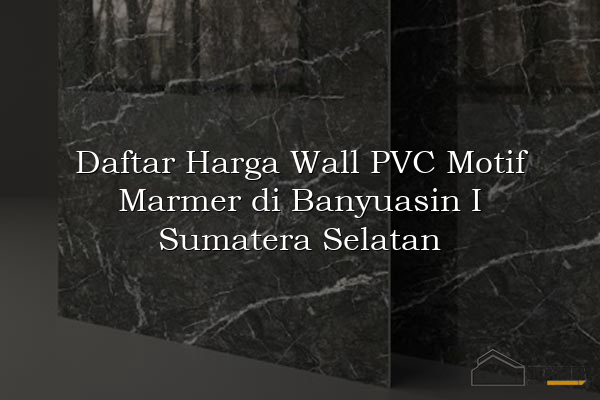 Daftar Harga Wall PVC Motif
Marmer di Banyuasin I
Sumatera Selatan